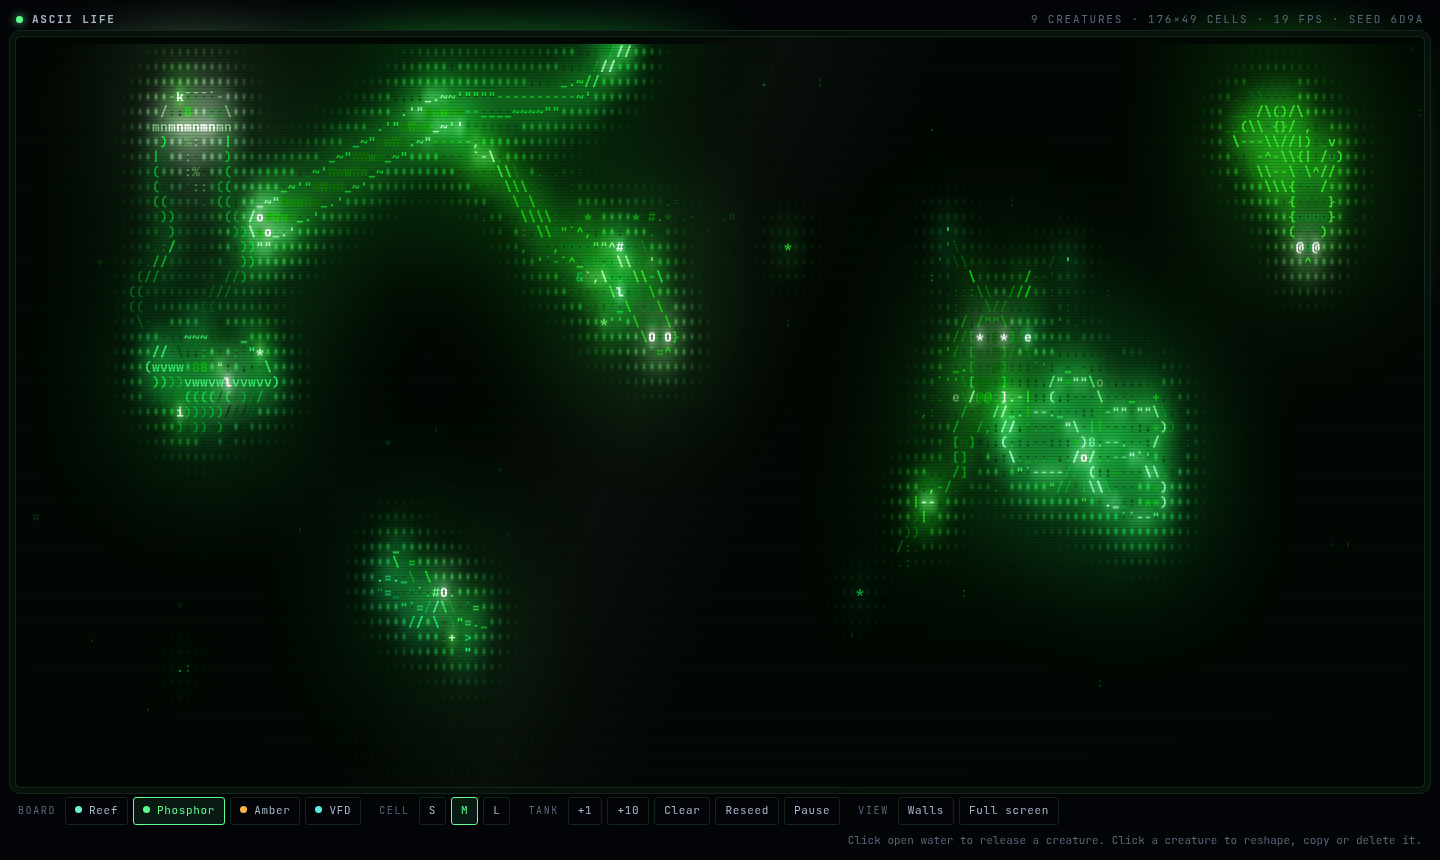 ASCII LIFE
9 CREATURES · 176×49 CELLS · 19 FPS · SEED 6D9A
BOARD Reef Phosphor Amber VFD CELL S M L TANK +1 +10 Clear Reseed Pause VIEW Walls Full screen
Click open water to release a creature. Click a creature to reshape, copy or delete it.